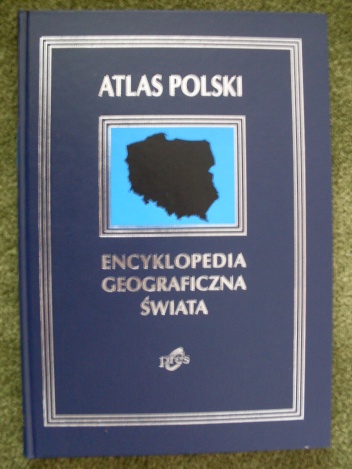 ATLAS POLSKI
ENCYKLOPEDIA
GEOGRAFICZNA
ŚWIATA